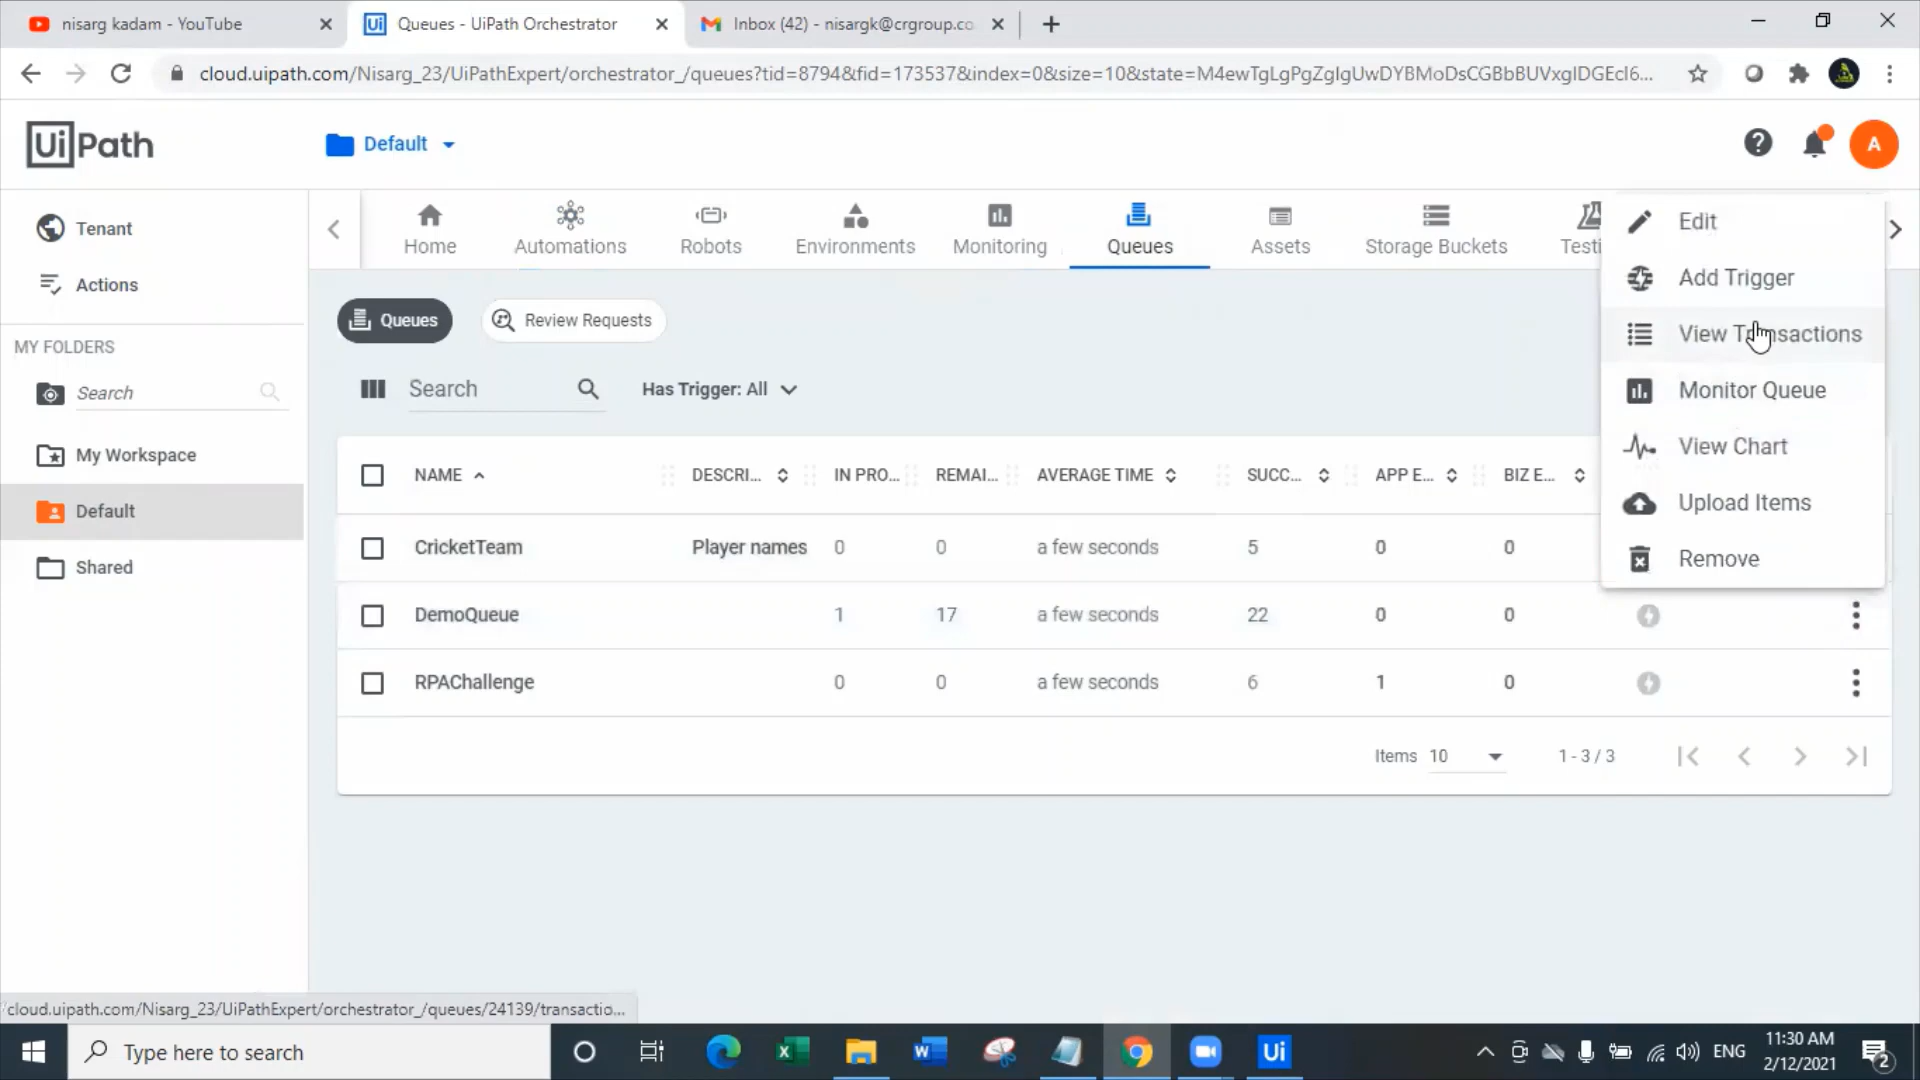 nisarg kadam - YouTube
Queues - UiPath Orchestrator
Inbox (42) - nisargk@crgroup.co
cloud.uipath.com/Nisarg_23/UiPathExpert/orchestrator_/queues?tid=8794&fid=173537&index=0&size=10&state=M4ewTgLgPgZgIgUwDYBMoDsCGBbBUVxgIDGEcI6...
UiPath
Default
A
Tenant
Actions
MY FOLDERS
Search
My Workspace
Default
Shared
Home
Automations
Robots
Environments
Monitoring
Queues
Assets
Storage Buckets
Testi
Edit
Add Trigger
View Transactions
Monitor Queue
View Chart
Upload Items
Remove
Queues
Review Requests
Search
Has Trigger: All
NAME DESCRI... IN PRO... REMAI... AVERAGE TIME SUCC... APP E... BIZ E...
CricketTeam Player names 0 0 a few seconds 5 0 0
DemoQueue 1 17 a few seconds 22 0 0
RPAChallenge 0 0 a few seconds 6 1 0
Items 10 1 - 3 / 3
cloud.uipath.com/Nisarg_23/UiPathExpert/orchestrator_/queues/24139/transactio...
Type here to search
Ui
ENG
11:30 AM
2/12/2021
2